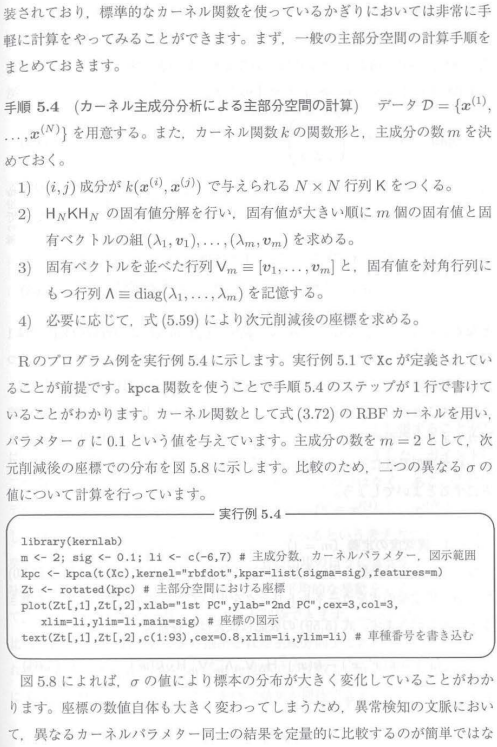 装されており，標準的なカーネル関数を使っているかぎりにおいては非常に手
軽に計算をやってみることができます。まず，一般の主部分空間の計算手順を
まとめておきます。
手順 5.4 (カーネル主成分分析による主部分空間の計算) データ D = {x^(1),
..., x^(N)} を用意する。また，カーネル関数 k の関数形と，主成分の数 m を決
めておく。
1) (i, j) 成分が k(x^(i), x^(j)) で与えられる N × N 行列 K をつくる。
2) H_N K H_N の固有値分解を行い，固有値が大きい順に m 個の固有値と固
有ベクトルの組 (λ_1, v_1), ..., (λ_m, v_m) を求める。
3) 固有ベクトルを並べた行列 V_m ≡ [v_1, ..., v_m] と，固有値を対角行列に
もつ行列 Λ ≡ diag(λ_1, ..., λ_m) を記憶する。
4) 必要に応じて，式 (5.59) により次元削減後の座標を求める。
R のプログラム例を実行例 5.4 に示します。実行例 5.1 で Xc が定義されてい
ることが前提です。kpca 関数を使うことで手順 5.4 のステップが 1 行で書けて
いることがわかります。カーネル関数として式 (3.72) の RBF カーネルを用い，
パラメター σ に 0.1 という値を与えています。主成分の数を m = 2 として，次
元削減後の座標での分布を図 5.8 に示します。比較のため，二つの異なる σ の
値について計算を行っています。
実行例 5.4
library(kernlab)
m <- 2; sig <- 0.1; li <- c(-6,7) # 主成分数，カーネルパラメター，図示範囲
kpc <- kpca(t(Xc),kernel="rbfdot",kpar=list(sigma=sig),features=m)
Zt <- rotated(kpc) # 主部分空間における座標
plot(Zt[,1],Zt[,2],xlab="1st PC",ylab="2nd PC",cex=3,col=3,
xlim=li,ylim=li,main=sig) # 座標の図示
text(Zt[,1],Zt[,2],c(1:93),cex=0.8,xlim=li,ylim=li) # 車種番号を書き込む
図 5.8 によれば，σ の値により標本の分布が大きく変化していることがわか
ります。座標の数値自体も大きく変わってしまうため，異常検知の文脈におい
て，異なるカーネルパラメター同士の結果を定量的に比較するのが簡単ではな